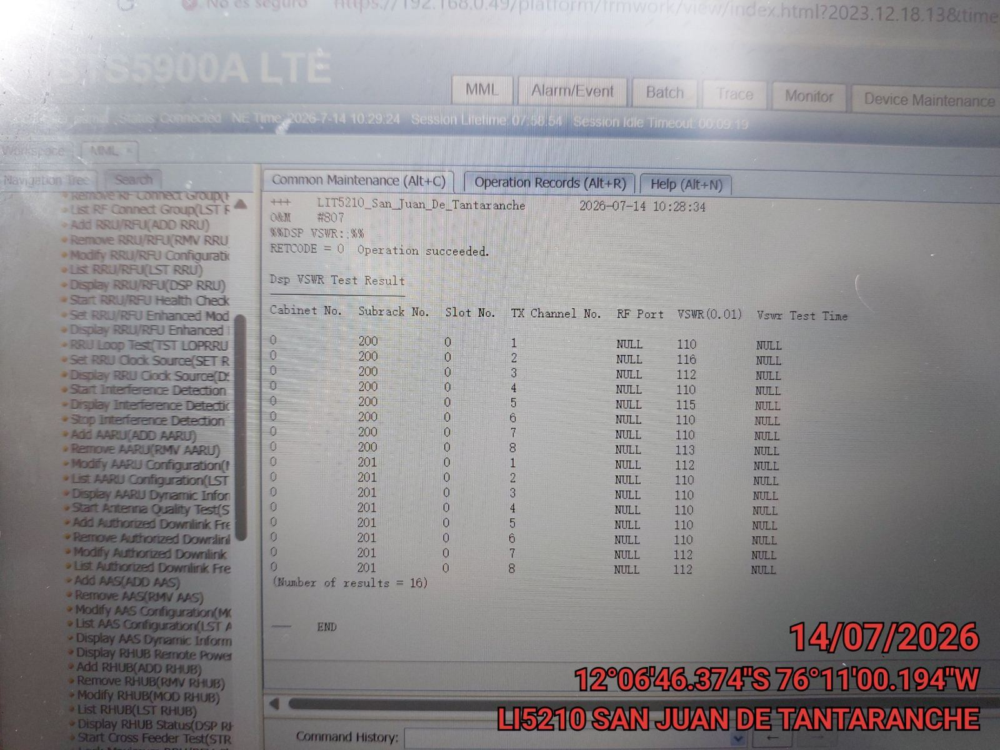 No es seguro https://192.168.0.49/platform/frmwork/view/index.html?2023.12.18.13&time
BTS5900A LTE
MML Alarm/Event Batch Trace Monitor Device Maintenance
Status Connected NE Time 2026-7-14 10:29:24 Session Lifetime 07:58:54 Session Idle Timeout 00:09:19
Workspace MML ×
Navigation Tree Search
Common Maintenance (Alt+C) Operation Records (Alt+R) Help (Alt+N)
Remove RF Connect Group(
List RF Connect Group(LST F
Add RRU/RFU(ADD RRU)
Remove RRU/RFU(RMV RRU
Modify RRU/RFU Configuratic
List RRU/RFU(LST RRU)
Display RRU/RFU(DSP RRU)
Start RRU/RFU Health Check
Set RRU/RFU Enhanced Mod
Display RRU/RFU Enhanced
RRU Loop Test(TST LOPRRU
Set RRU Clock Source(SET R
Display RRU Clock Source(D
Start Interference Detection
Display Interference Detectic
Stop Interference Detection
Add AARU(ADD AARU)
Remove AARU(RMV AARU)
Modify AARU Configuration(
List AARU Configuration(LST
Display AARU Dynamic Infor
Start Antenna Quality Test(S
Add Authorized Downlink Fre
Remove Authorized Downlinl
Modify Authorized Downlink
List Authorized Downlink Fre
Add AAS(ADD AAS)
Remove AAS(RMV AAS)
Modify AAS Configuration(MO
List AAS Configuration(LST A
Display AAS Dynamic Inform
Display RHUB Remote Power
Add RHUB(ADD RHUB)
Remove RHUB(RMV RHUB)
Modify RHUB(MOD RHUB)
List RHUB(LST RHUB)
Display RHUB Status(DSP RH
Start Cross Feeder Test(STR
+++ LIT5210_San_Juan_De_Tantaranche 2026-07-14 10:28:34
O&M #807
%%DSP VSWR:;%%
RETCODE = 0 Operation succeeded.
Dsp VSWR Test Result
Cabinet No. Subrack No. Slot No. TX Channel No. RF Port VSWR(0.01) Vswr Test Time
0 200 0 1 NULL 110 NULL
0 200 0 2 NULL 116 NULL
0 200 0 3 NULL 112 NULL
0 200 0 4 NULL 110 NULL
0 200 0 5 NULL 115 NULL
0 200 0 6 NULL 110 NULL
0 200 0 7 NULL 110 NULL
0 200 0 8 NULL 113 NULL
0 201 0 1 NULL 112 NULL
0 201 0 2 NULL 110 NULL
0 201 0 3 NULL 110 NULL
0 201 0 4 NULL 110 NULL
0 201 0 5 NULL 110 NULL
0 201 0 6 NULL 110 NULL
0 201 0 7 NULL 112 NULL
0 201 0 8 NULL 112 NULL
(Number of results = 16)
--- END
Command History:
14/07/2026
12°06'46.374"S 76°11'00.194"W
LI5210 SAN JUAN DE TANTARANCHE